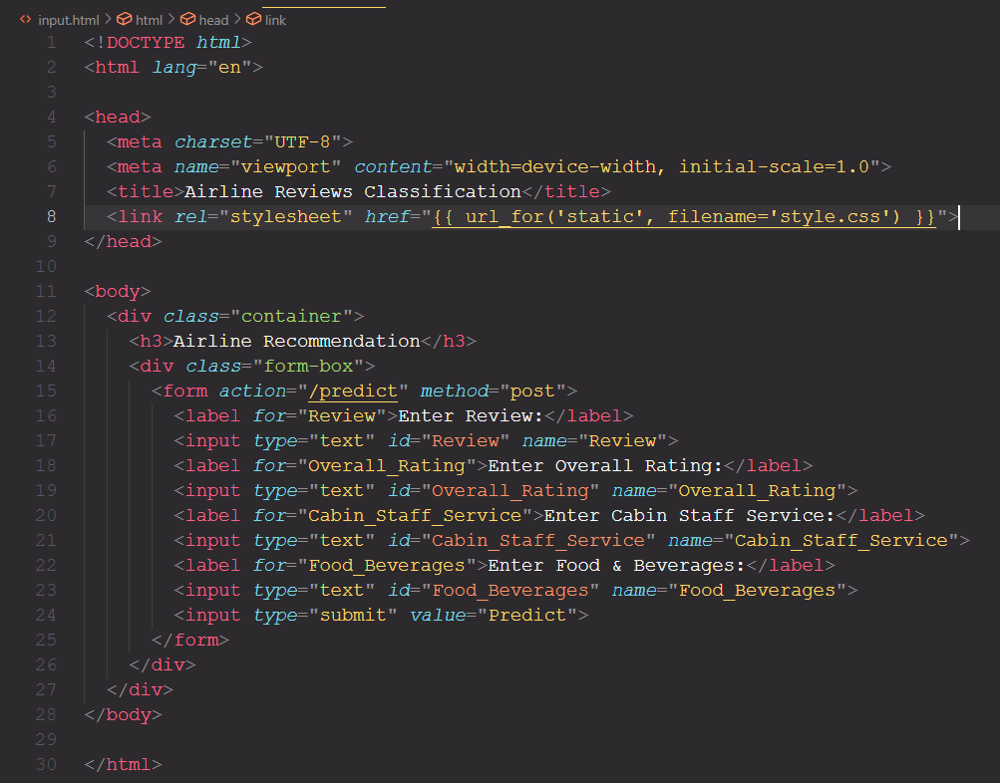 input.html > html > head > link
1 <!DOCTYPE html>
2 <html lang="en">
3
4 <head>
5   <meta charset="UTF-8">
6   <meta name="viewport" content="width=device-width, initial-scale=1.0">
7   <title>Airline Reviews Classification</title>
8   <link rel="stylesheet" href="{{ url_for('static', filename='style.css') }}">
9 </head>
10
11 <body>
12   <div class="container">
13     <h3>Airline Recommendation</h3>
14     <div class="form-box">
15       <form action="/predict" method="post">
16         <label for="Review">Enter Review:</label>
17         <input type="text" id="Review" name="Review">
18         <label for="Overall_Rating">Enter Overall Rating:</label>
19         <input type="text" id="Overall_Rating" name="Overall_Rating">
20         <label for="Cabin_Staff_Service">Enter Cabin Staff Service:</label>
21         <input type="text" id="Cabin_Staff_Service" name="Cabin_Staff_Service">
22         <label for="Food_Beverages">Enter Food & Beverages:</label>
23         <input type="text" id="Food_Beverages" name="Food_Beverages">
24         <input type="submit" value="Predict">
25       </form>
26     </div>
27   </div>
28 </body>
29
30 </html>